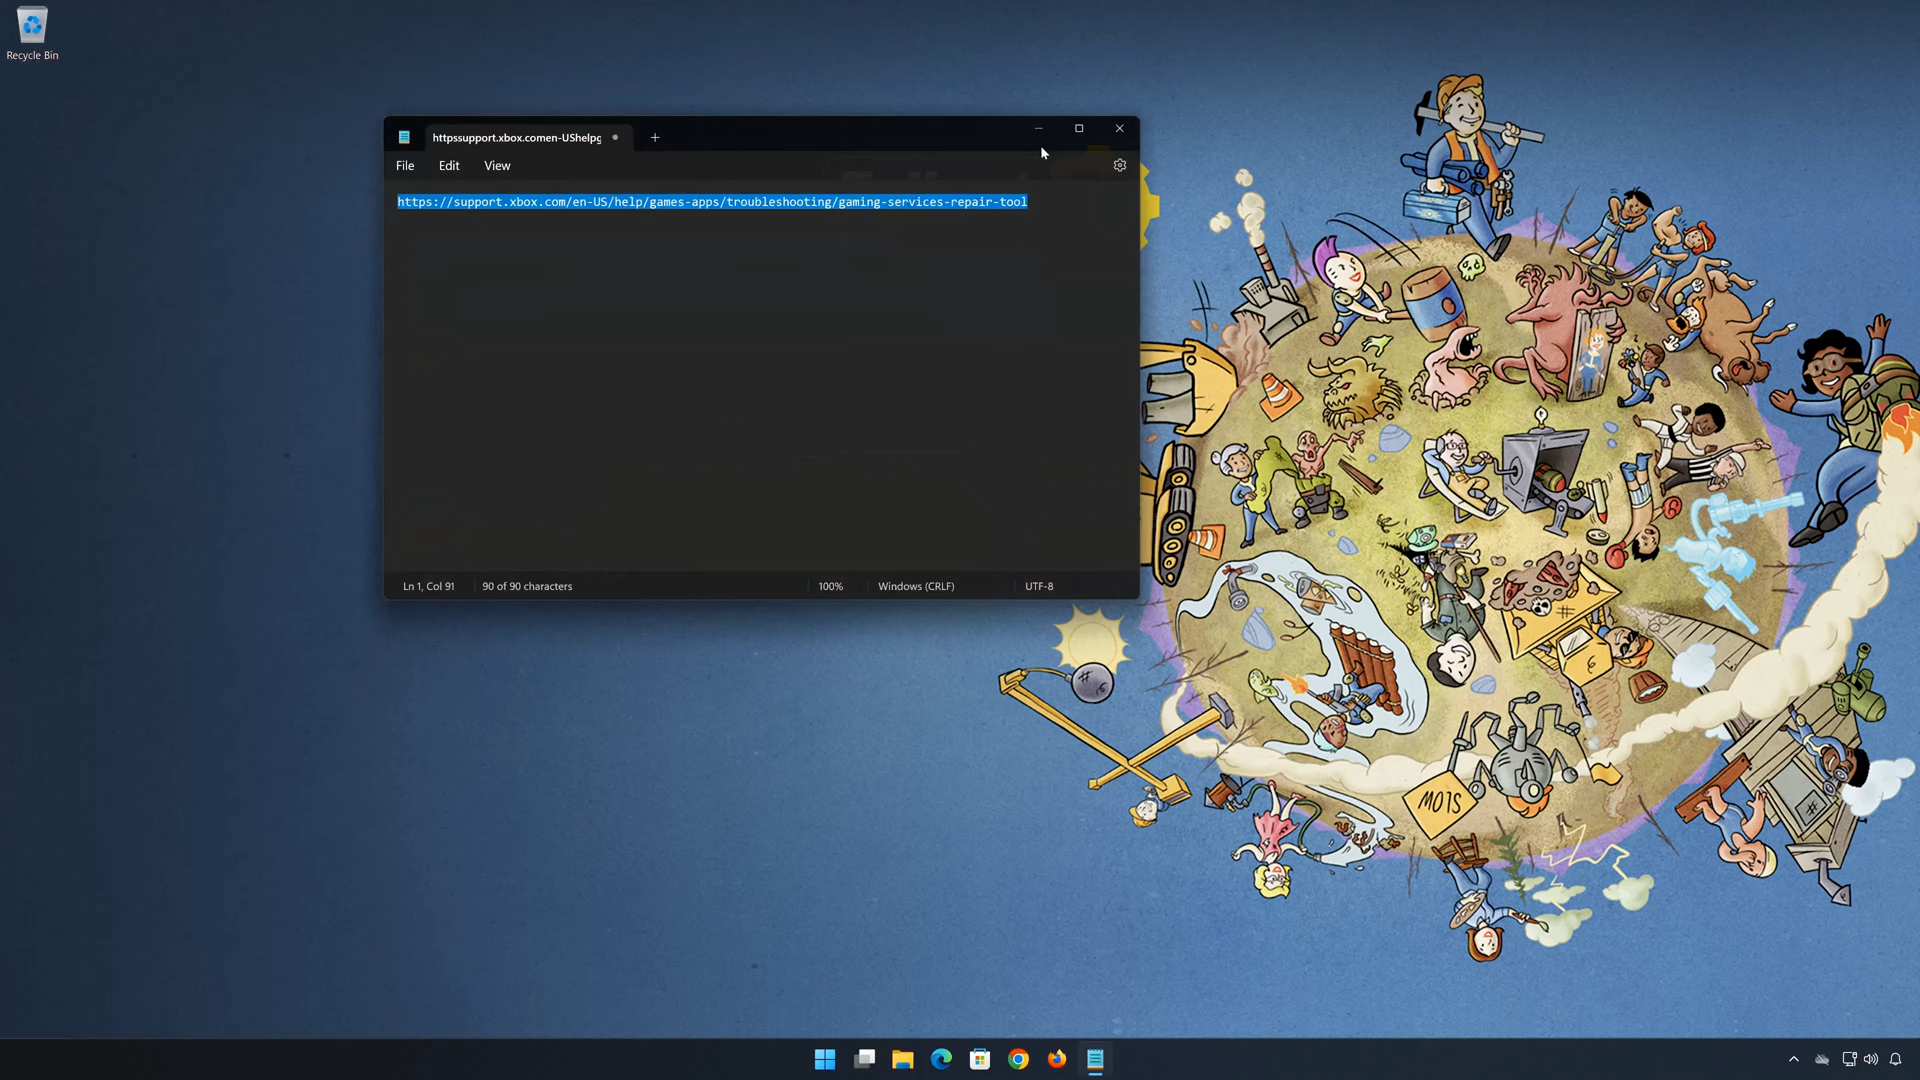 Recycle Bin
httpssupport.xbox.comen-UShelpg
File Edit View
https://support.xbox.com/en-US/help/games-apps/troubleshooting/gaming-services-repair-tool
Ln 1, Col 91 90 of 90 characters 100% Windows (CRLF) UTF-8
SLOW